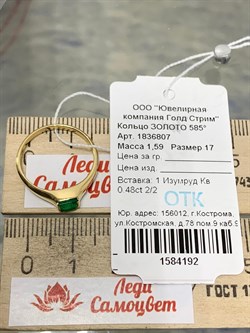 ООО "Ювелирная
компания Голд Стрим"
Кольцо ЗОЛОТО 585°
Арт. 1836807
Масса 1,59 Размер 17
Цена за гр.
Цена изд.
Вставка: 1 Изумруд Кв
0.48ct 2/2
ОТК
Юр. адрес: 156012, г.Кострома,
ул.Костромская, д.78 пом.9 каб.9
1584192
Леди
Самоцвет
Леди
Самоцвет
ГОСТ